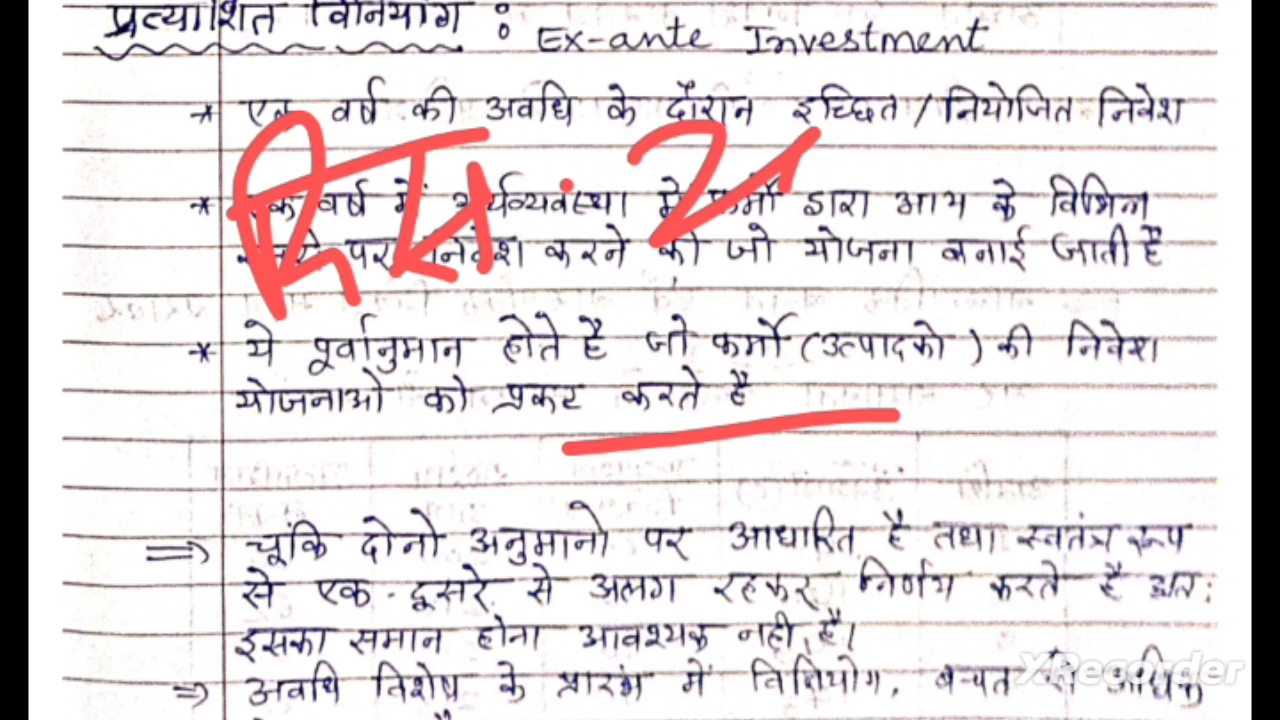 प्रत्याशित विनियोग : Ex-ante Investment
* एक वर्ष की अवधि के दौरान इच्छित / नियोजित निवेश
* एक वर्ष में अर्थव्यवस्था मे फर्मो द्वारा आय के विभिन्न
पर निवेश करने की जो योजना बनाई जाती है
* ये पूर्वानुमान होते है जो फर्मो (उत्पादको) की निवेश
योजनाओ को प्रकट करते है
⇒ चूंकि दोनो अनुमानो पर आधारित है तथा स्वतंत्र रूप
से एक-दूसरे से अलग रहकर निर्णय करते है अत:
इसका समान होना आवश्यक नही है।
⇒ अवधि विशेष के प्रारंभ में विनियोग, बचत से अधिक
XRecorder